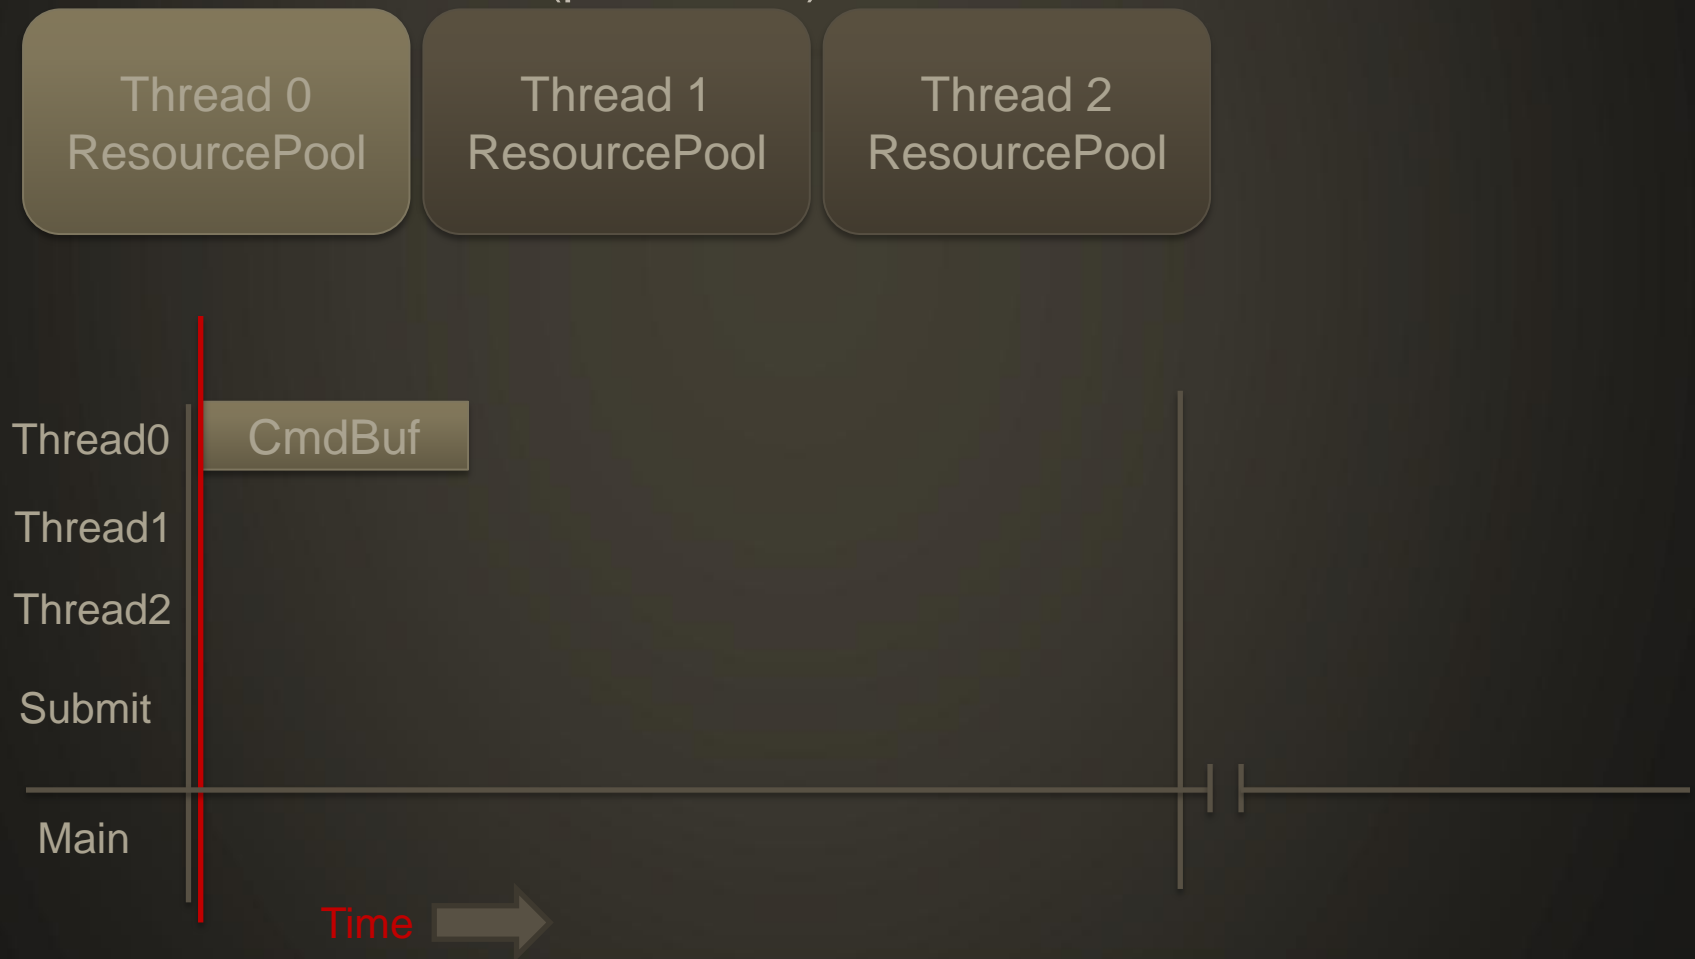 Thread 0
ResourcePool
Thread 1
ResourcePool
Thread 2
ResourcePool
Thread0
CmdBuf
Thread1
Thread2
Submit
Main
Time